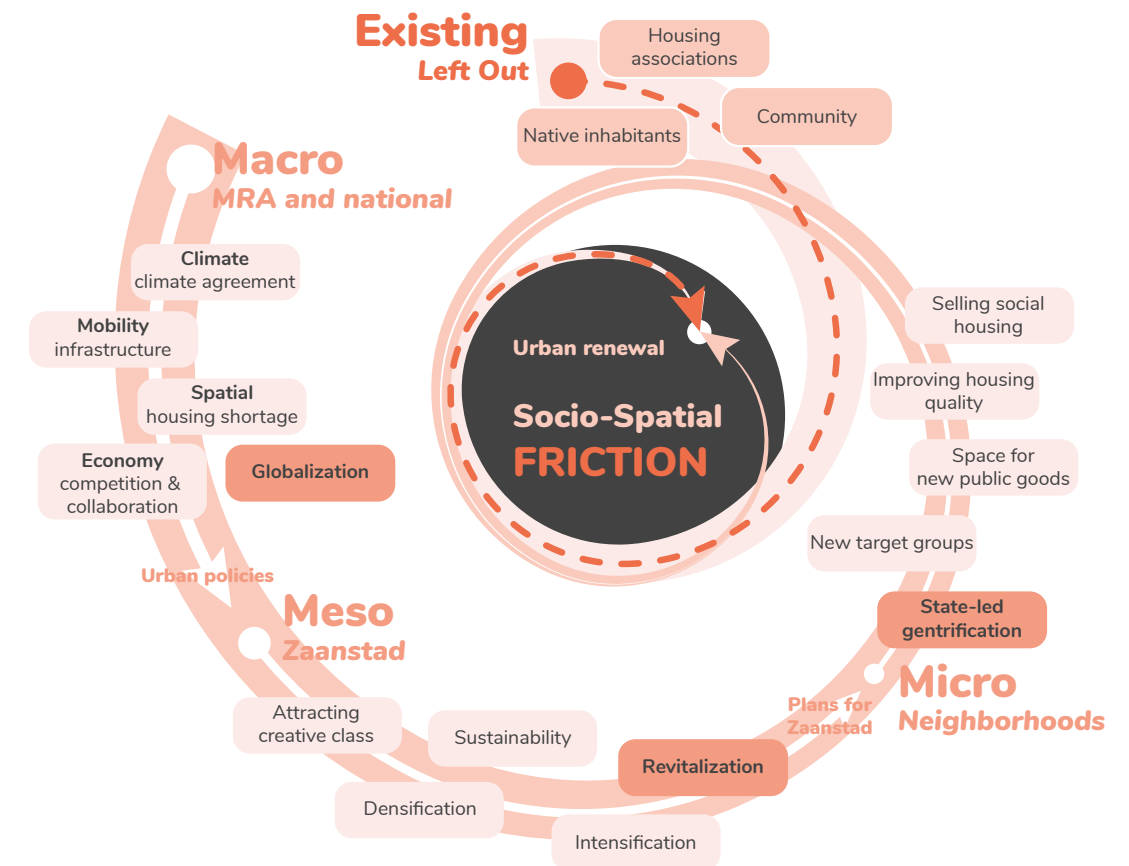 Existing
Left Out
Housing
associations
Community
Native inhabitants
Macro
MRA and national
Climate
climate agreement
Mobility
infrastructure
Spatial
housing shortage
Economy
competition &
collaboration
Globalization
Urban policies
Meso
Zaanstad
Attracting
creative class
Sustainability
Densification
Intensification
Revitalization
Plans for
Zaanstad
Micro
Neighborhoods
State-led
gentrification
New target groups
Space for
new public goods
Improving housing
quality
Selling social
housing
Urban renewal
Socio-Spatial
FRICTION